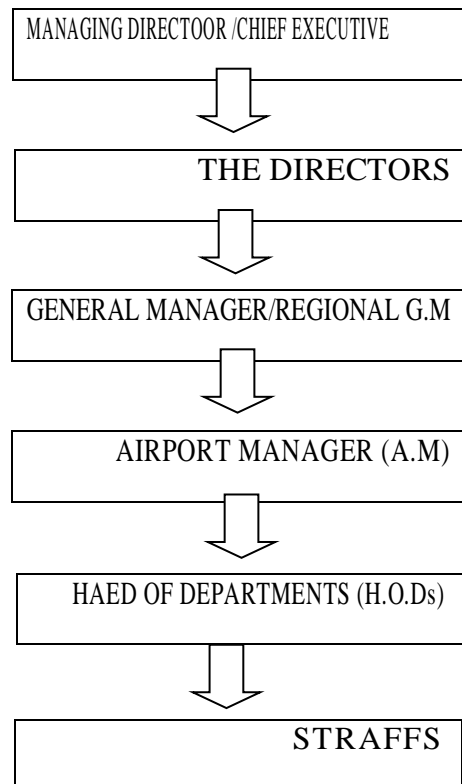 MANAGING DIRECTOOR /CHIEF EXECUTIVE
THE DIRECTORS
GENERAL MANAGER/REGIONAL G.M
AIRPORT MANAGER (A.M)
HAED OF DEPARTMENTS (H.O.Ds)
STRAFFS